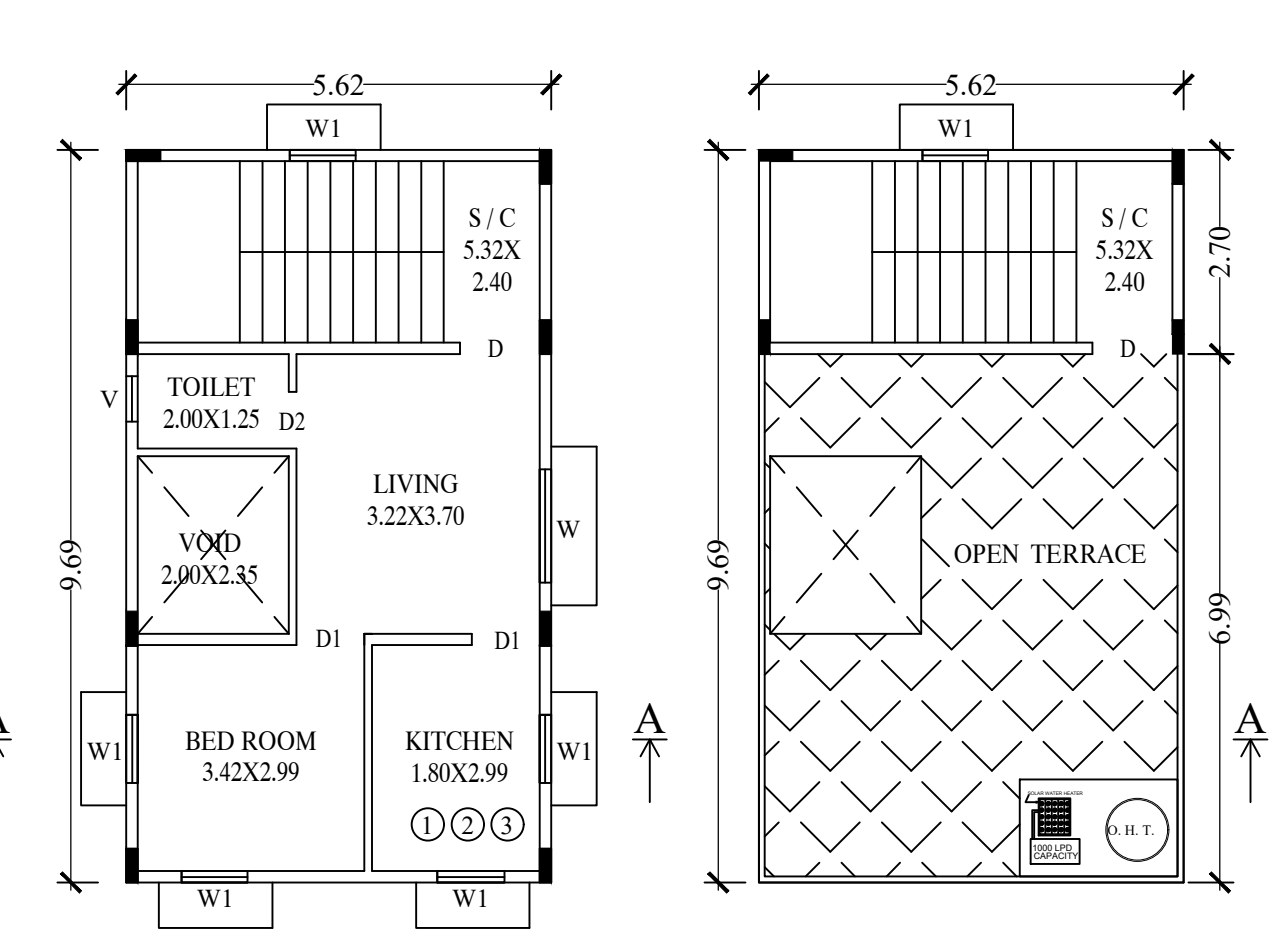 5.62
W1
S / C
5.32X
2.40
D
TOILET
2.00X1.25
V
D2
LIVING
3.22X3.70
W
VOID
2.00X2.35
9.69
D1
D1
BED ROOM
3.42X2.99
KITCHEN
1.80X2.99
W1
W1
1 2 3
W1
W1
A
5.62
W1
S / C
5.32X
2.40
2.70
D
OPEN TERRACE
9.69
6.99
A
A
SOLAR WATER HEATER
O. H. T.
1000 LPD
CAPACITY